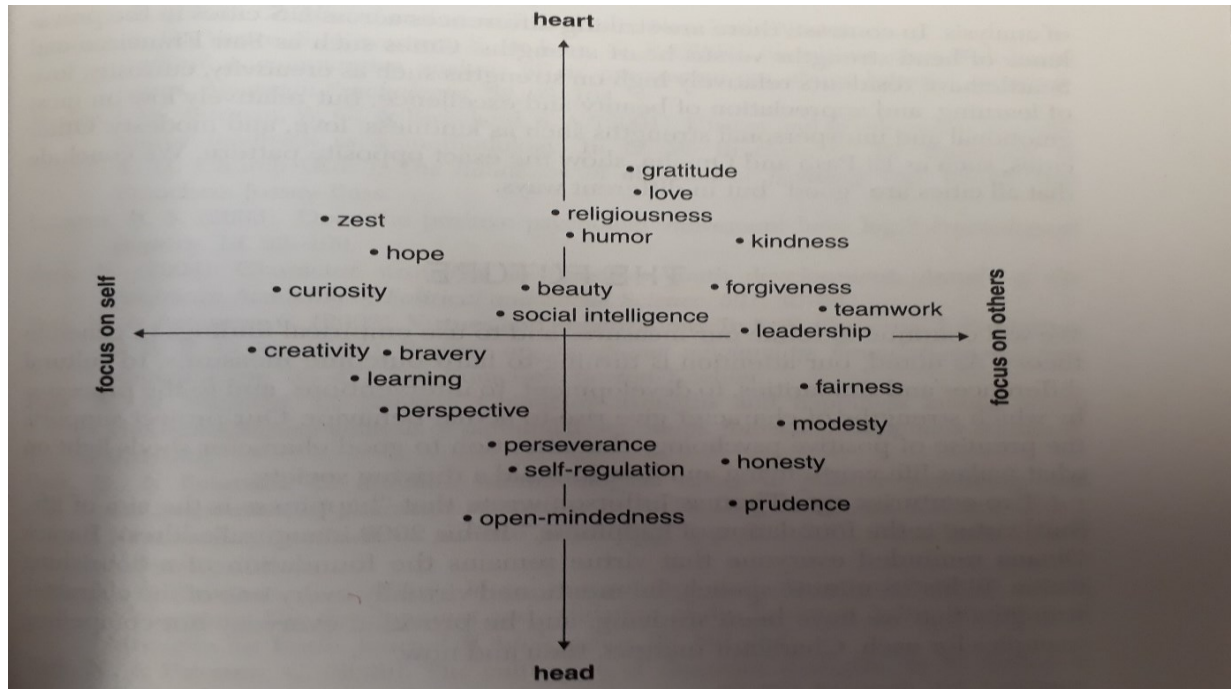 heart
• gratitude
• love
• religiousness
• zest
• humor
• kindness
• hope
focus on self
• curiosity
• beauty
• forgiveness
focus on others
• teamwork
• social intelligence
• leadership
• creativity
• bravery
• learning
• fairness
• perspective
• modesty
• perseverance
• honesty
• self-regulation
• prudence
• open-mindedness
head